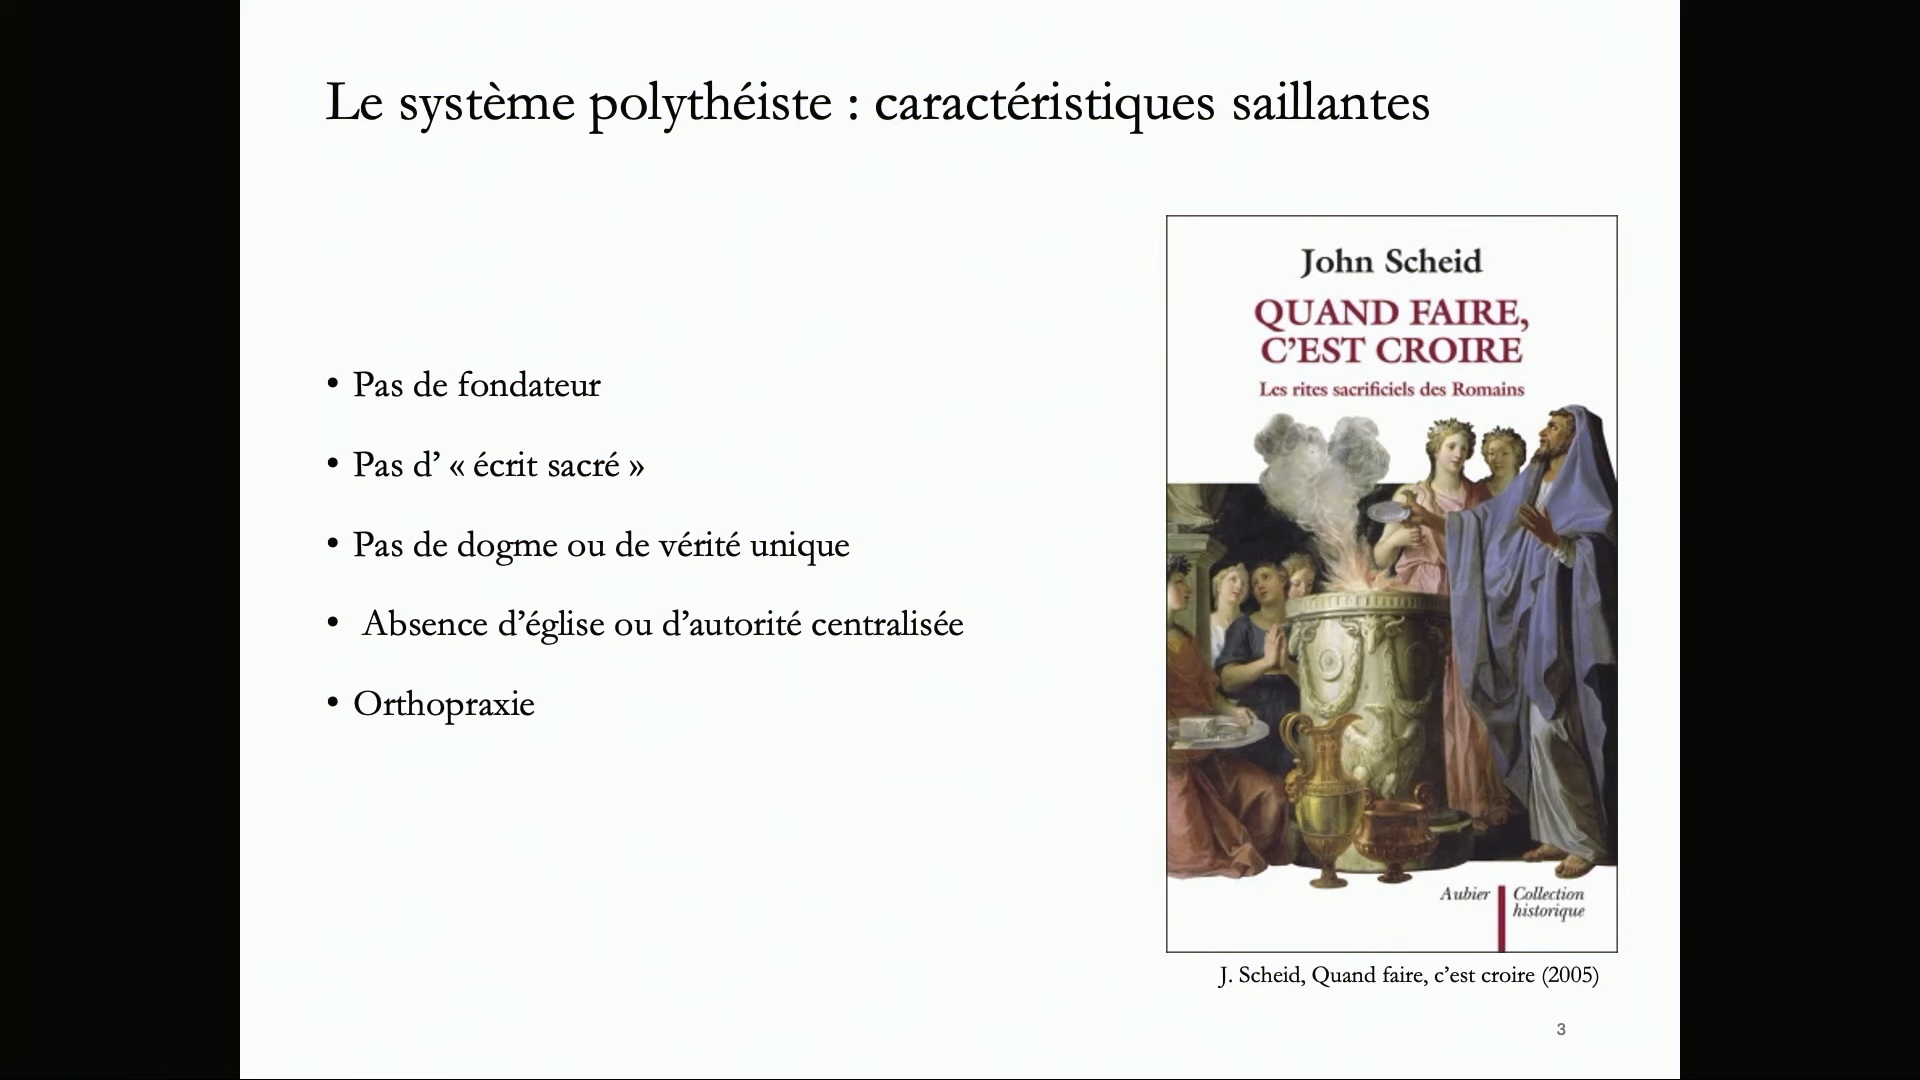 Le système polythéiste : caractéristiques saillantes
• Pas de fondateur
• Pas d’ « écrit sacré »
• Pas de dogme ou de vérité unique
• Absence d’église ou d’autorité centralisée
• Orthopraxie
John Scheid
QUAND FAIRE,
C’EST CROIRE
Les rites sacrificiels des Romains
Aubier
Collection
historique
J. Scheid, Quand faire, c’est croire (2005)
3